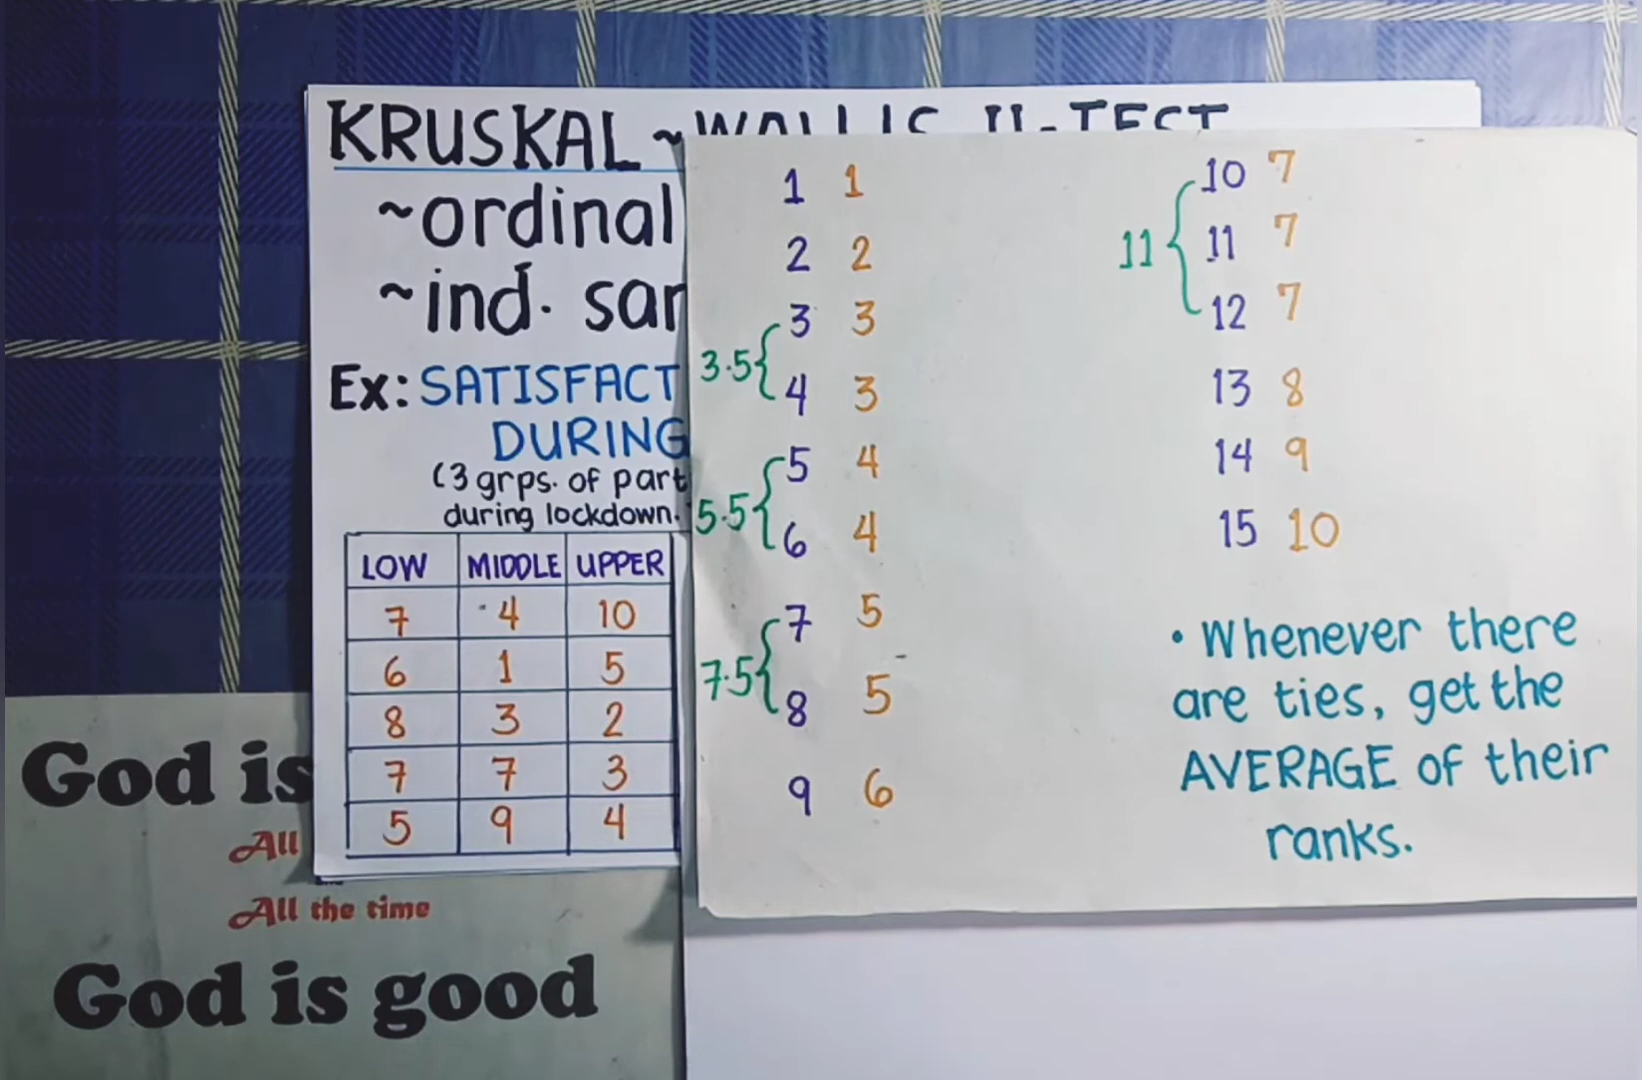 KRUSKAL ~
~ordinal
~ind.
Ex:
DURING
(3 grps. of
during lockdown.
LOW MIDDLE UPPER
7 4 10
6 1 5
8 3 2
7 7 3
5 9 4
1 1
2 2
3 3
3.5
4 3
5 4
5.5
6 4
7 5
7.5
8 5
9 6
10 7
11 11 7
12 7
13 8
14 9
15 10
• Whenever there
are ties, get the
AVERAGE of their
ranks.
God is
All
All the time
God is good